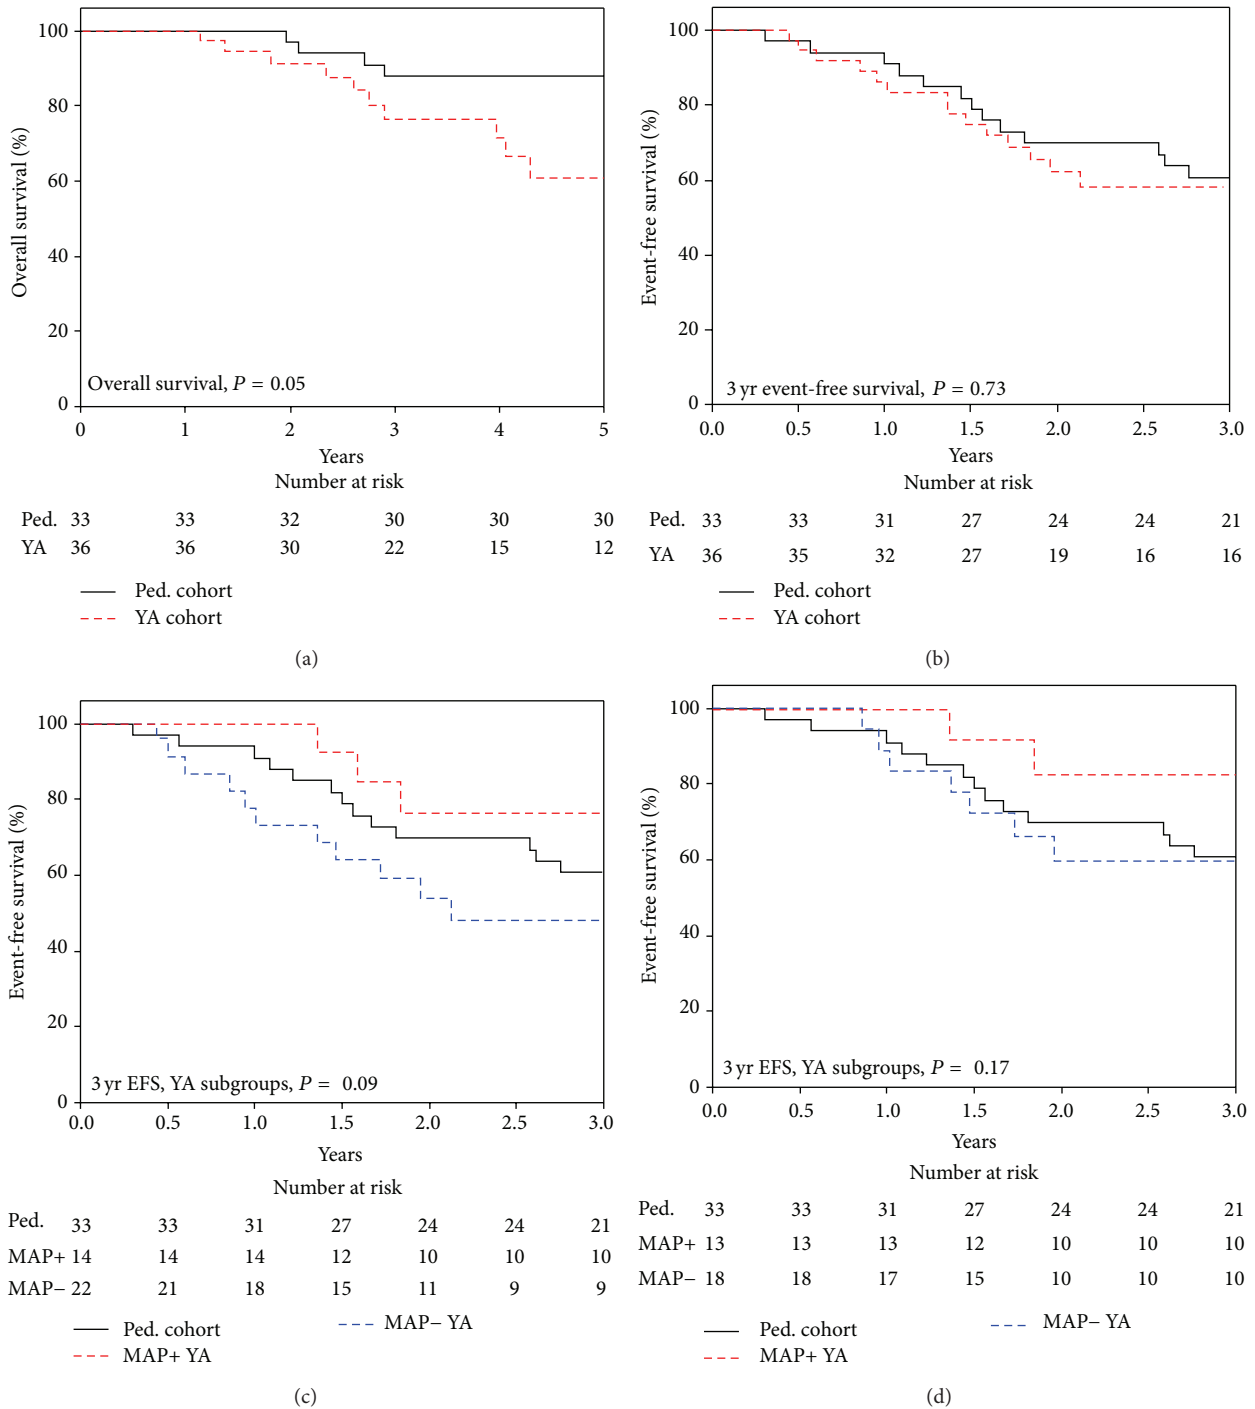 100
80
60
40
20
0
Overall survival (%)
Overall survival, P = 0.05
0 1 2 3 4 5
Years
Number at risk
Ped. 33 33 32 30 30 30
YA 36 36 30 22 15 12
Ped. cohort
YA cohort
(a)
100
80
60
40
20
0
Event-free survival (%)
3 yr event-free survival, P = 0.73
0.0 0.5 1.0 1.5 2.0 2.5 3.0
Years
Number at risk
Ped. 33 33 31 27 24 24 21
YA 36 35 32 27 19 16 16
Ped. cohort
YA cohort
(b)
100
80
60
40
20
0
Event-free survival (%)
3 yr EFS, YA subgroups, P = 0.09
0.0 0.5 1.0 1.5 2.0 2.5 3.0
Years
Number at risk
Ped. 33 33 31 27 24 24 21
MAP+ 14 14 14 12 10 10 10
MAP− 22 21 18 15 11 9 9
Ped. cohort MAP− YA
MAP+ YA
(c)
100
80
60
40
20
0
Event-free survival (%)
3 yr EFS, YA subgroups, P = 0.17
0.0 0.5 1.0 1.5 2.0 2.5 3.0
Years
Number at risk
Ped. 33 33 31 27 24 24 21
MAP+ 13 13 13 12 10 10 10
MAP− 18 18 17 15 10 10 10
Ped. cohort MAP− YA
MAP+ YA
(d)